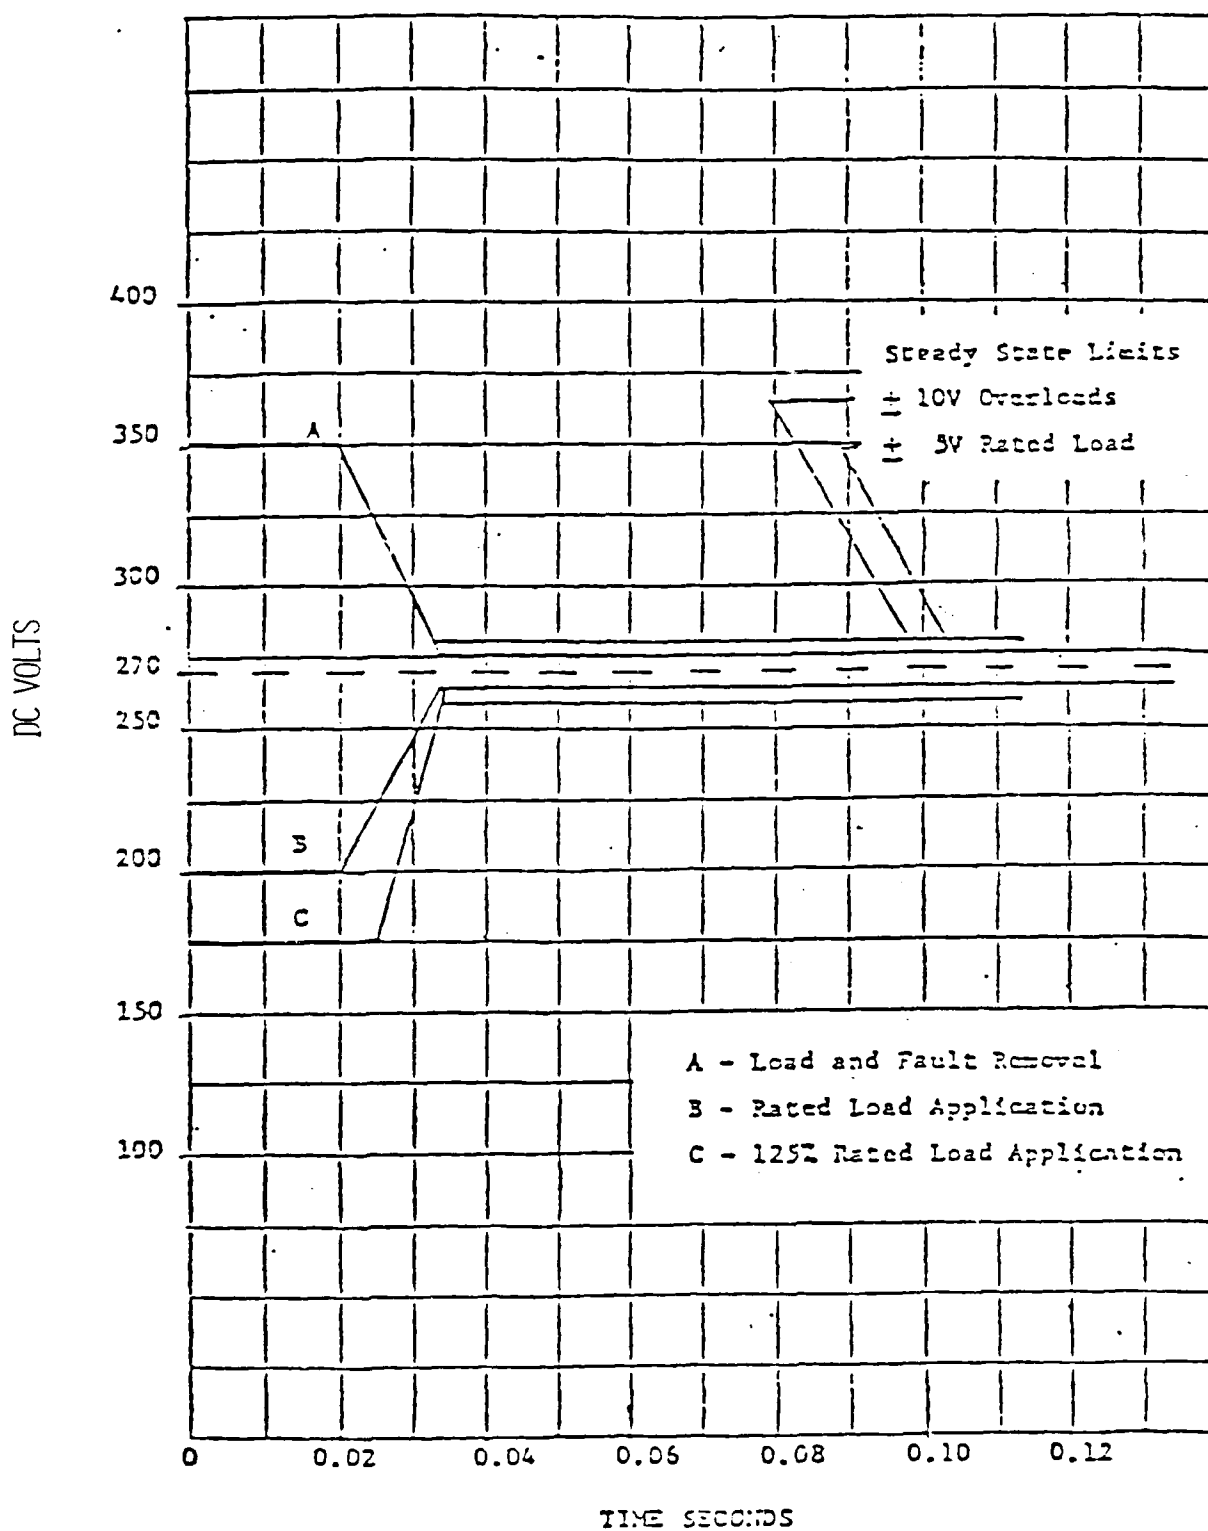 400
Steady State Limits
± 10V Overloads
350
A
± 5V Rated Load
300
DC VOLTS
270
250
B
200
C
150
A - Load and Fault Removal
B - Rated Load Application
100
C - 125% Rated Load Application
0 0.02 0.04 0.06 0.08 0.10 0.12
TIME SECONDS